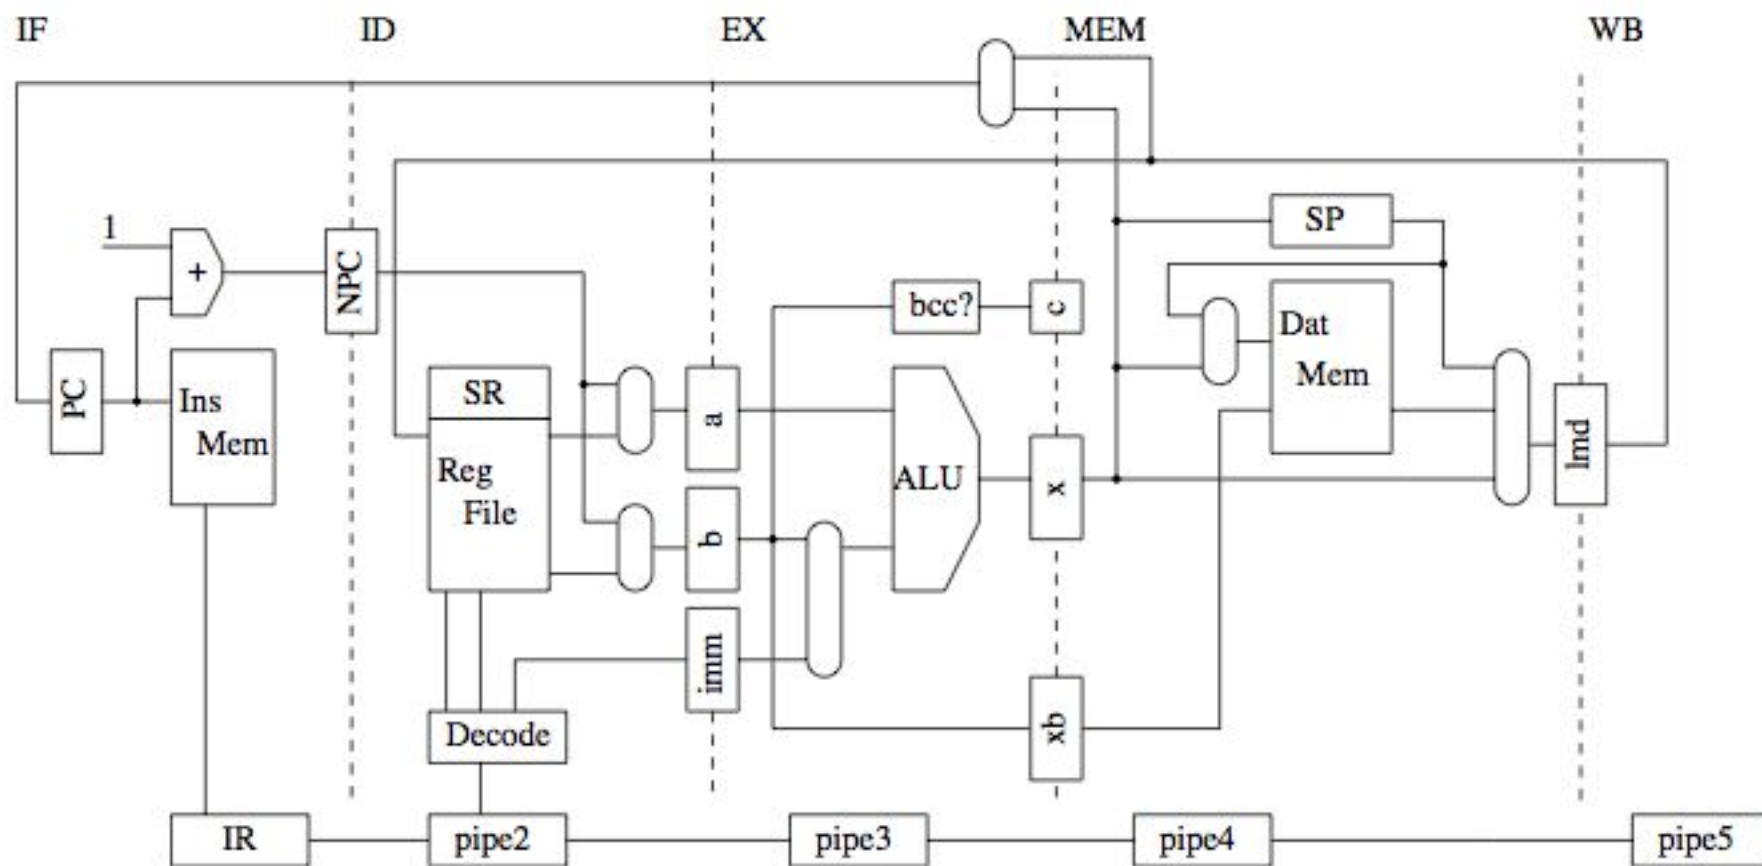 IF
ID
EX
MEM
WB
1
+
NPC
PC
Ins
Mem
SR
Reg
File
Decode
a
b
imm
bcc?
c
ALU
x
xb
SP
Dat
Mem
lmd
IR
pipe2
pipe3
pipe4
pipe5